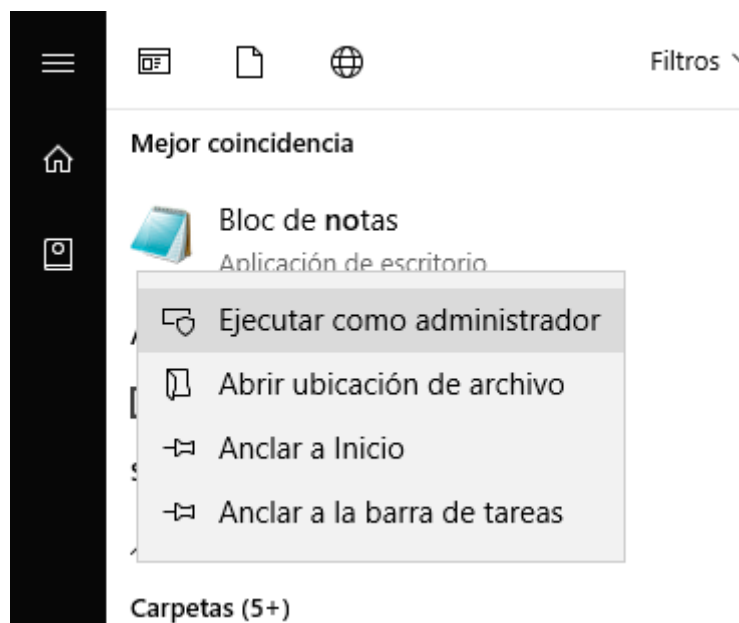 Filtros
Mejor coincidencia
Bloc de notas
Aplicación de escritorio
Ejecutar como administrador
Abrir ubicación de archivo
Anclar a Inicio
Anclar a la barra de tareas
Carpetas (5+)